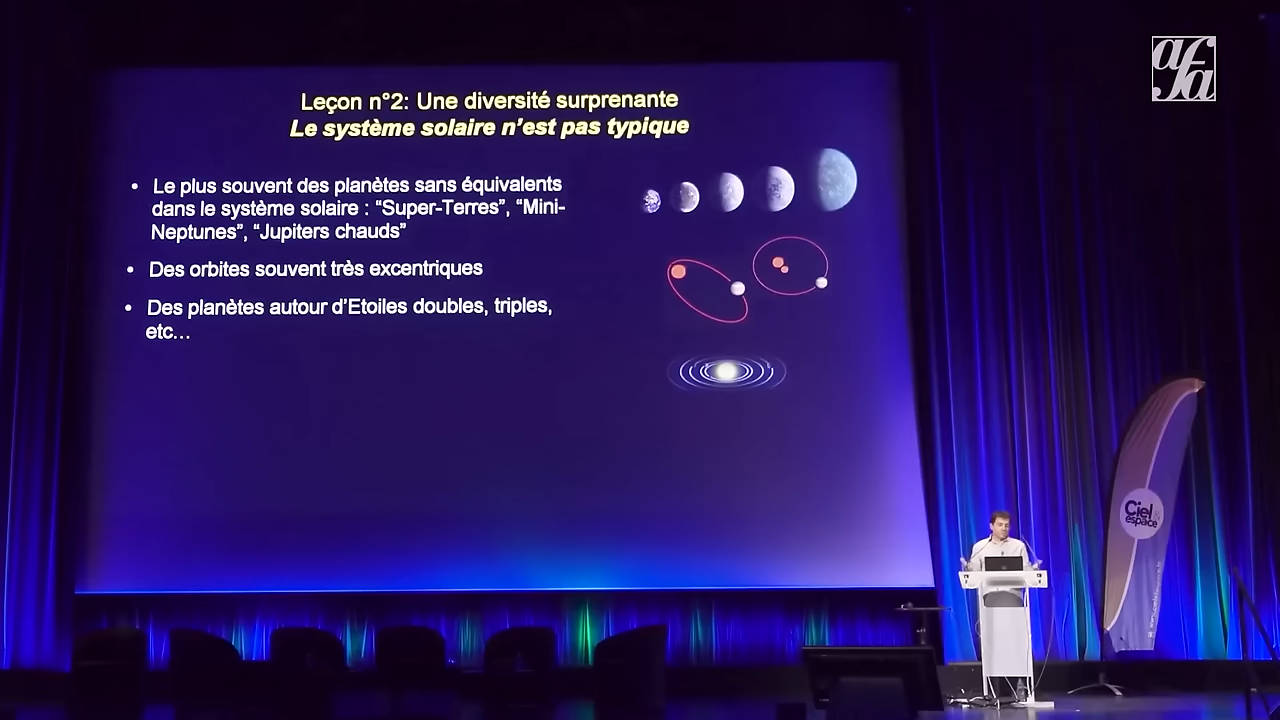 afa
Leçon n°2: Une diversité surprenante
Le système solaire n'est pas typique
• Le plus souvent des planètes sans équivalents
dans le système solaire : “Super-Terres”, “Mini-
Neptunes”, “Jupiters chauds”
• Des orbites souvent très excentriques
• Des planètes autour d'Etoiles doubles, triples,
etc…
Ciel &
espace